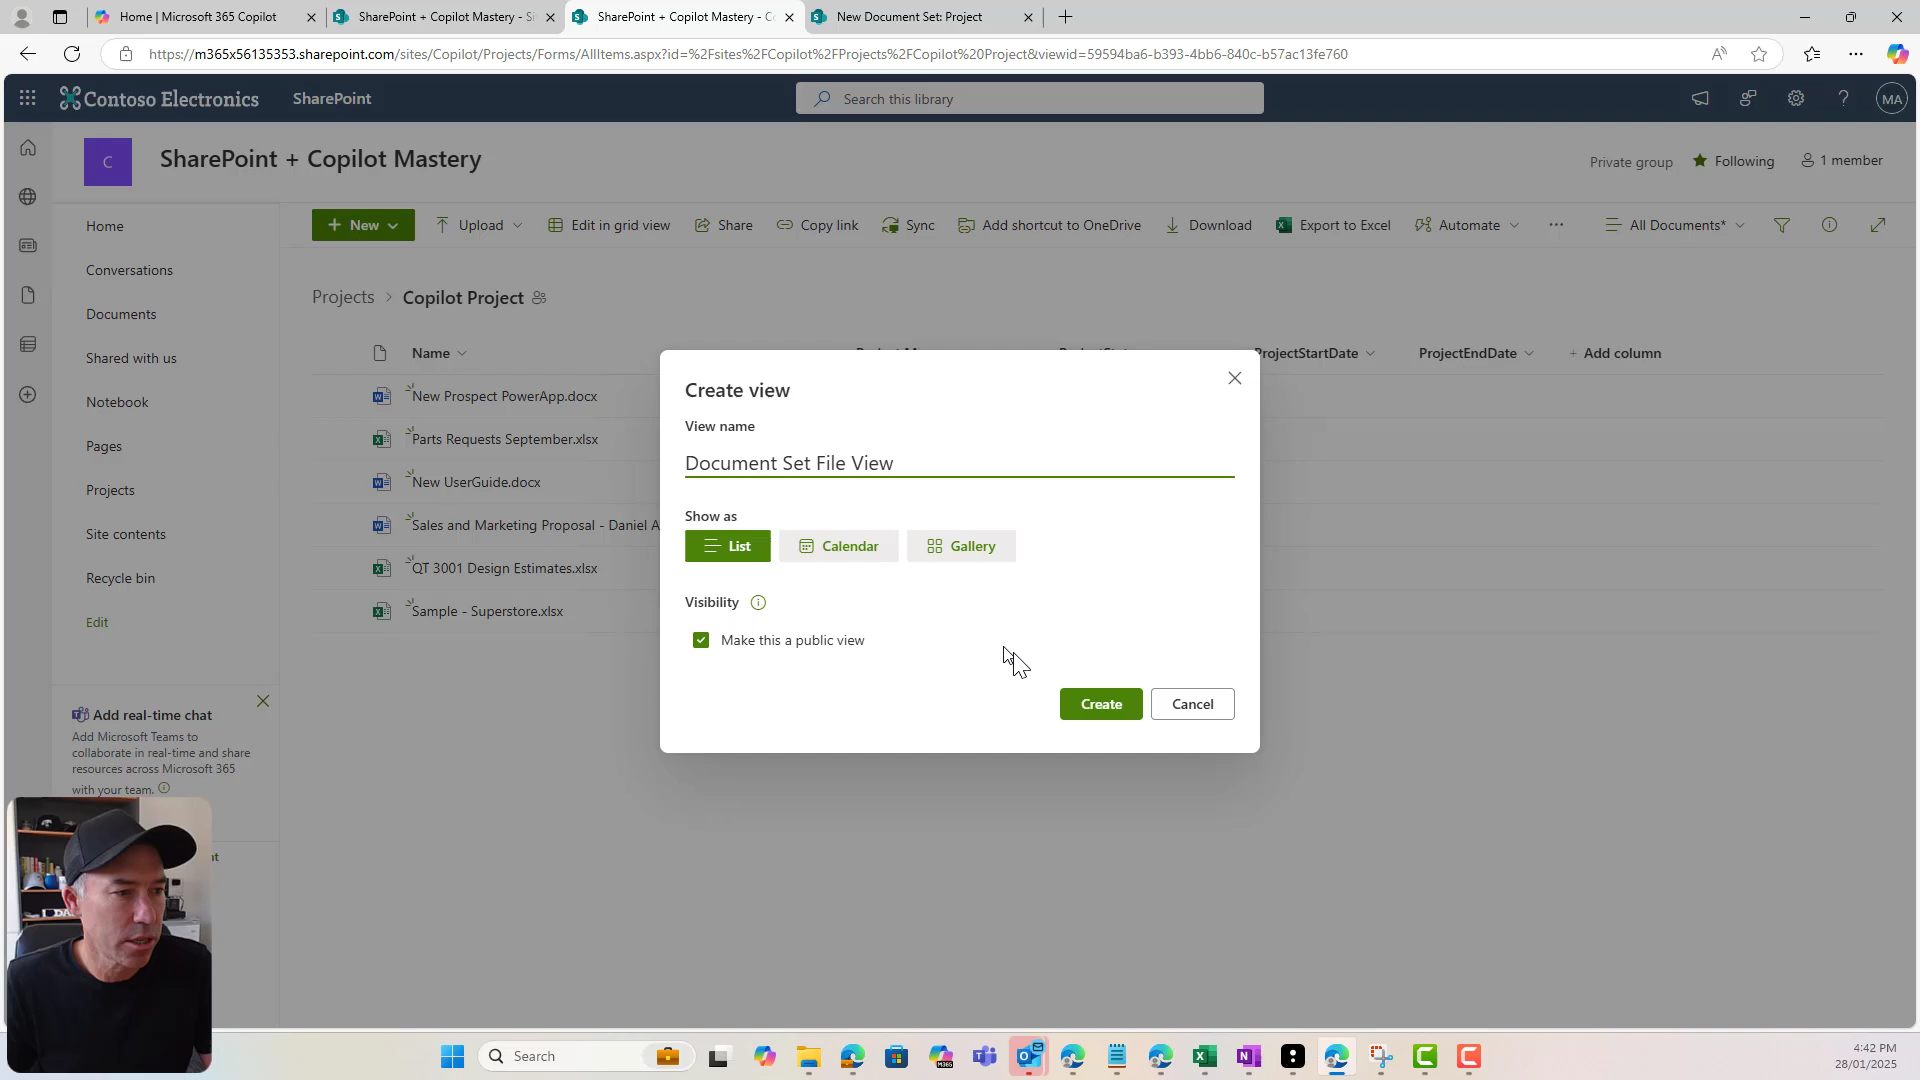 Home | Microsoft 365 Copilot
SharePoint + Copilot Mastery - Si
SharePoint + Copilot Mastery - Co
New Document Set: Project
https://m365x56135353.sharepoint.com/sites/Copilot/Projects/Forms/AllItems.aspx?id=%2Fsites%2FCopilot%2FProjects%2FCopilot%20Project&viewid=59594ba6-b393-4bb6-840c-b57ac13fe760
Contoso Electronics
SharePoint
Search this library
MA
C
SharePoint + Copilot Mastery
Private group
Following
1 member
New
Upload
Edit in grid view
Share
Copy link
Sync
Add shortcut to OneDrive
Download
Export to Excel
Automate
All Documents*
Home
Conversations
Documents
Shared with us
Notebook
Pages
Projects
Site contents
Recycle bin
Edit
Projects > Copilot Project
Name
ProjectStartDate
ProjectEndDate
+ Add column
New Prospect PowerApp.docx
Parts Requests September.xlsx
New UserGuide.docx
Sales and Marketing Proposal - Daniel A
QT 3001 Design Estimates.xlsx
Sample - Superstore.xlsx
Create view
View name
Document Set File View
Show as
List
Calendar
Gallery
Visibility
Make this a public view
Create
Cancel
Add real-time chat
Add Microsoft Teams to
collaborate in real-time and share
resources across Microsoft 365
with your team.
Search
4:42 PM
28/01/2025